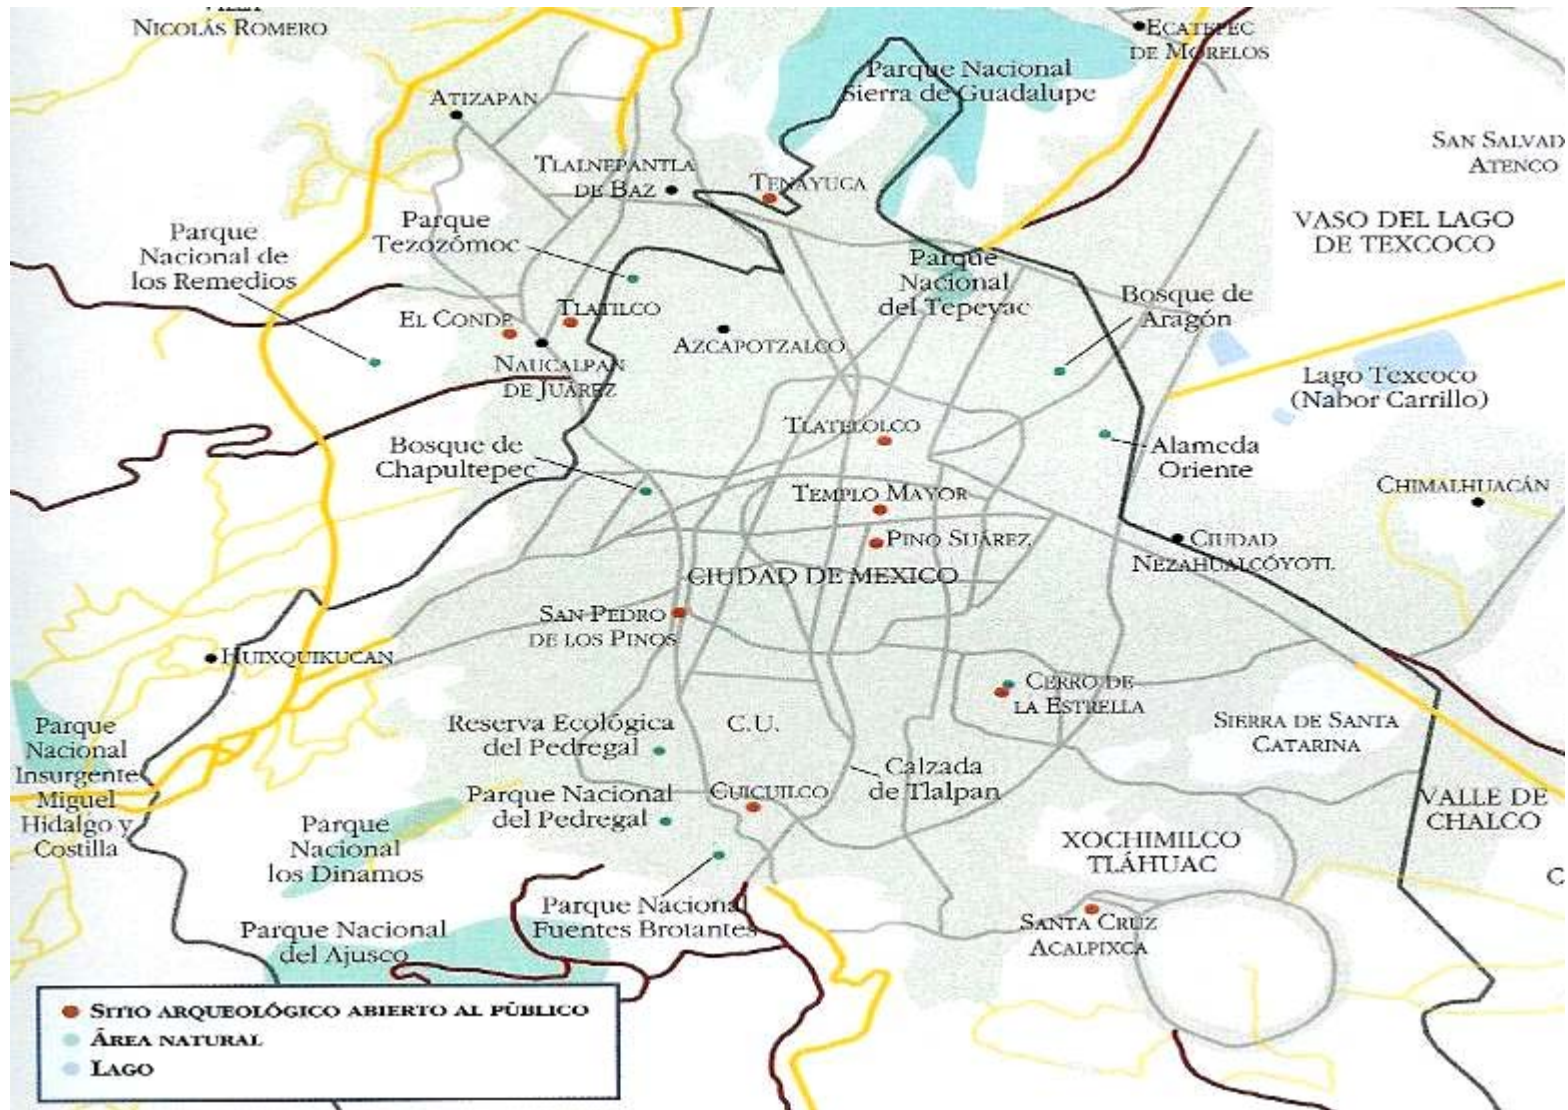 NICOLÁS ROMERO
ECATEPEC
DE MORELOS
Parque Nacional
Sierra de Guadalupe
ATIZAPAN
SAN SALVAD
ATENCO
TLALNEPANTLA
DE BAZ
TENAYUCA
Parque
Tezozómoc
VASO DEL LAGO
DE TEXCOCO
Parque
Nacional de
los Remedios
Parque
Nacional
del Tepeyac
Bosque de
Aragón
EL CONDE
TLATILCO
AZCAPOTZALCO
NAUCALPAN
DE JUÁREZ
Lago Texcoco
(Nabor Carrillo)
TLATELOLCO
Bosque de
Chapultepec
Alameda
Oriente
CHIMALHUACÁN
TEMPLO MAYOR
PINO SUÁREZ
CIUDAD
NEZAHUALCÓYOTL
CIUDAD DE MEXICO
SAN PEDRO
DE LOS PINOS
HUIXQUIKUCAN
CERRO DE
LA ESTRELLA
Parque
Nacional
Insurgente
Miguel
Hidalgo y
Costilla
Reserva Ecológica
del Pedregal
C.U.
SIERRA DE SANTA
CATARINA
Calzada
de Tlalpan
Parque Nacional
del Pedregal
CUICUILCO
VALLE DE
CHALCO
Parque
Nacional
los Dinamos
XOCHIMILCO
TLÁHUAC
C
Parque Nacional
Fuentes Brotantes
SANTA CRUZ
ACALPIXCA
Parque Nacional
del Ajusco
SITIO ARQUEOLÓGICO ABIERTO AL PÚBLICO
ÁREA NATURAL
LAGO